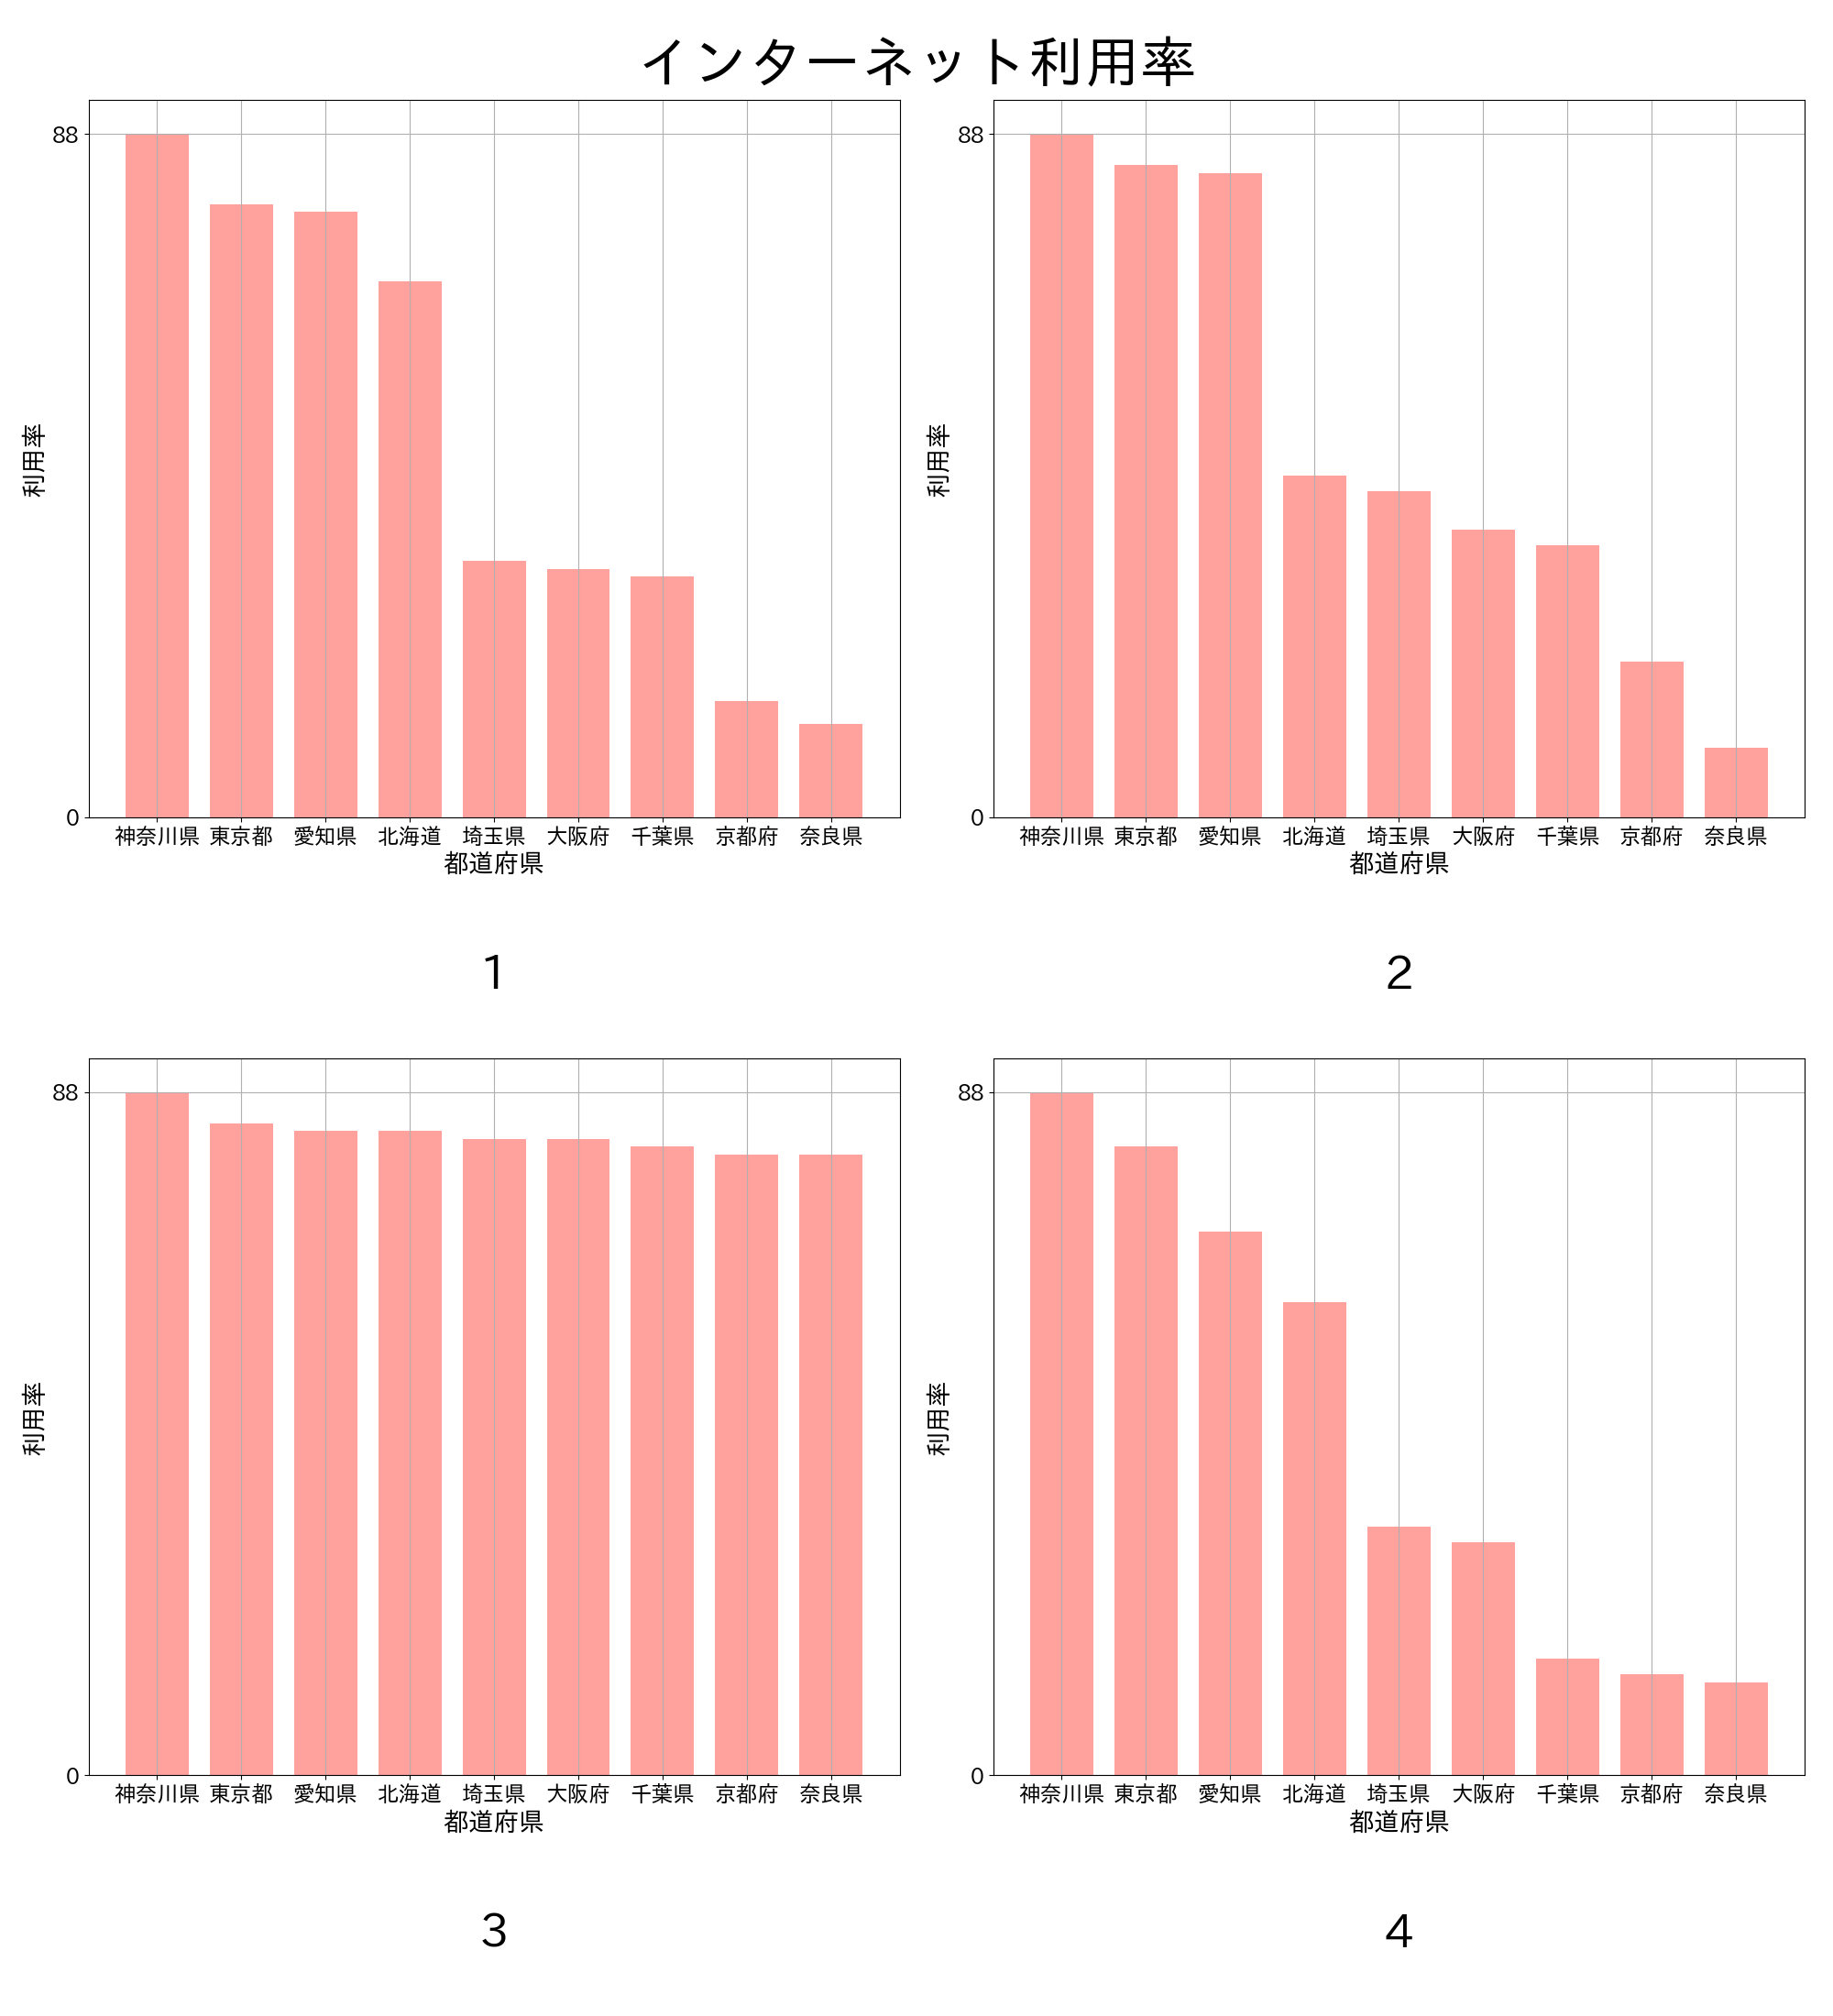 インターネット利用率
88
0
利用率
神奈川県 東京都 愛知県 北海道 埼玉県 大阪府 千葉県 京都府 奈良県
都道府県
1
88
0
利用率
神奈川県 東京都 愛知県 北海道 埼玉県 大阪府 千葉県 京都府 奈良県
都道府県
2
88
0
利用率
神奈川県 東京都 愛知県 北海道 埼玉県 大阪府 千葉県 京都府 奈良県
都道府県
3
88
0
利用率
神奈川県 東京都 愛知県 北海道 埼玉県 大阪府 千葉県 京都府 奈良県
都道府県
4